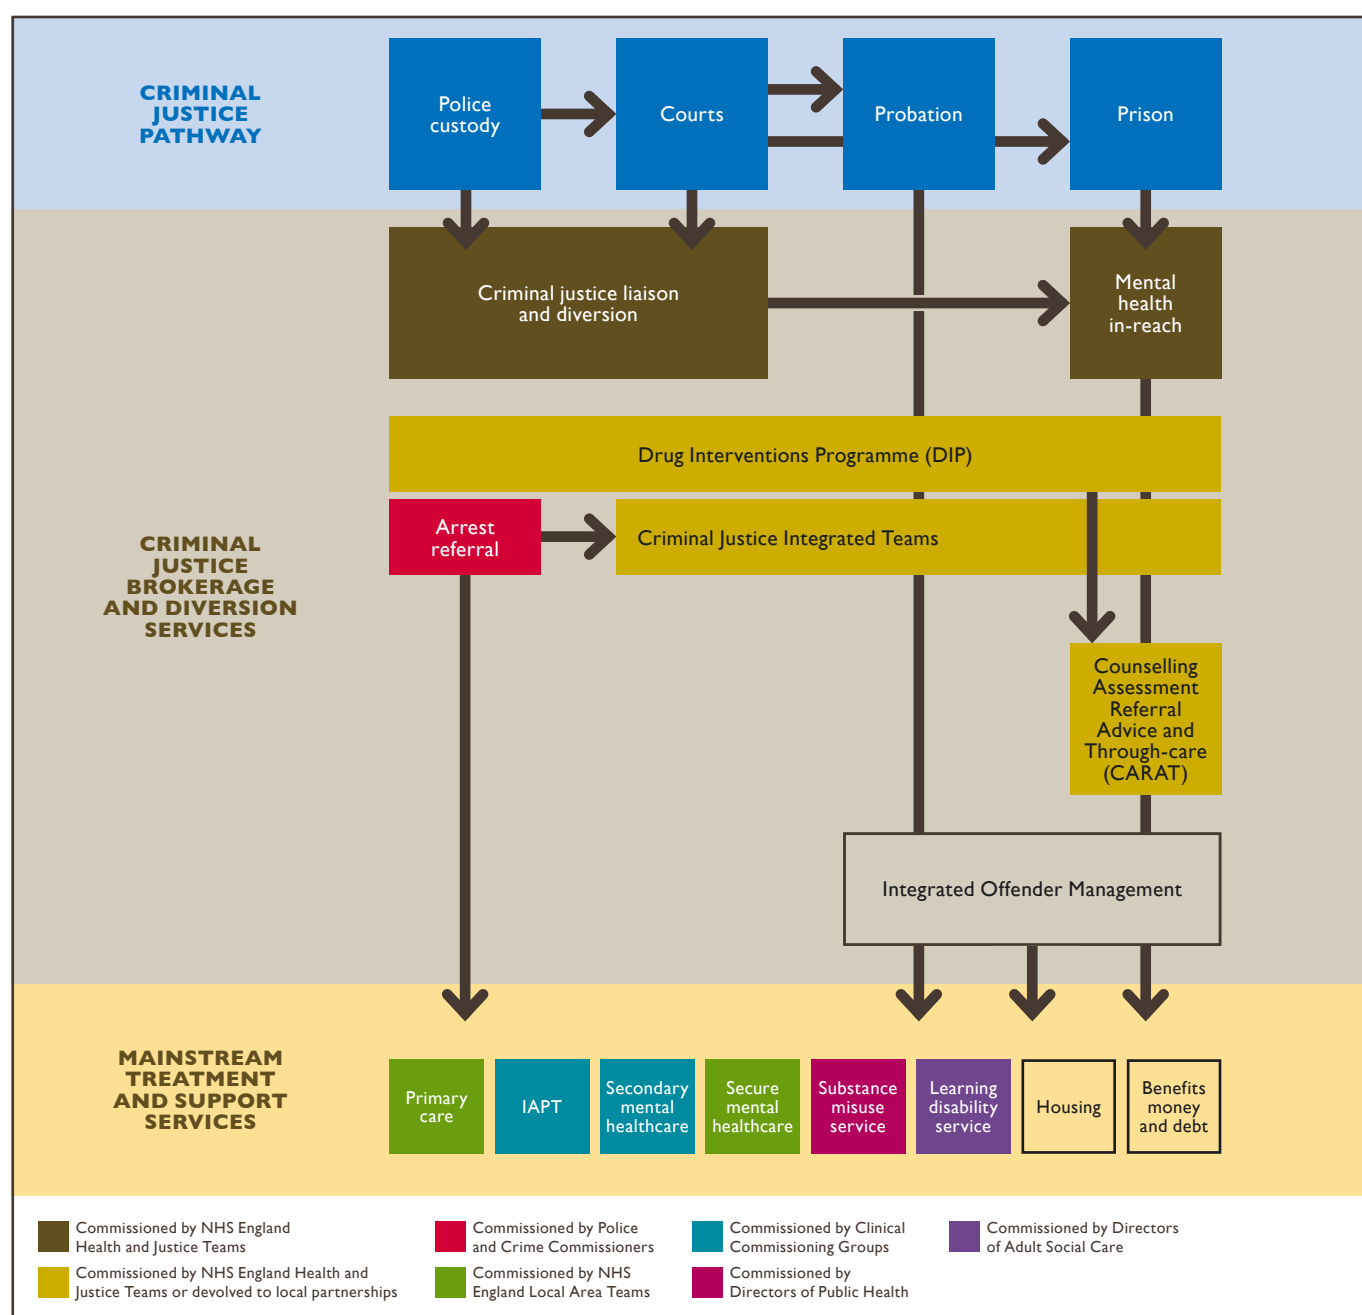 CRIMINAL
JUSTICE
PATHWAY
Police
custody
Courts
Probation
Prison
CRIMINAL
JUSTICE
BROKERAGE
AND DIVERSION
SERVICES
Criminal justice liaison
and diversion
Mental
health
in-reach
Drug Interventions Programme (DIP)
Arrest
referral
Criminal Justice Integrated Teams
Counselling
Assessment
Referral
Advice and
Through-care
(CARAT)
Integrated Offender Management
MAINSTREAM
TREATMENT
AND SUPPORT
SERVICES
Primary
care
IAPT
Secondary
mental
healthcare
Secure
mental
healthcare
Substance
misuse
service
Learning
disability
service
Housing
Benefits
money
and debt
Commissioned by NHS England
Health and Justice Teams
Commissioned by NHS England Health and
Justice Teams or devolved to local partnerships
Commissioned by Police
and Crime Commissioners
Commissioned by NHS
England Local Area Teams
Commissioned by Clinical
Commissioning Groups
Commissioned by
Directors of Public Health
Commissioned by Directors
of Adult Social Care